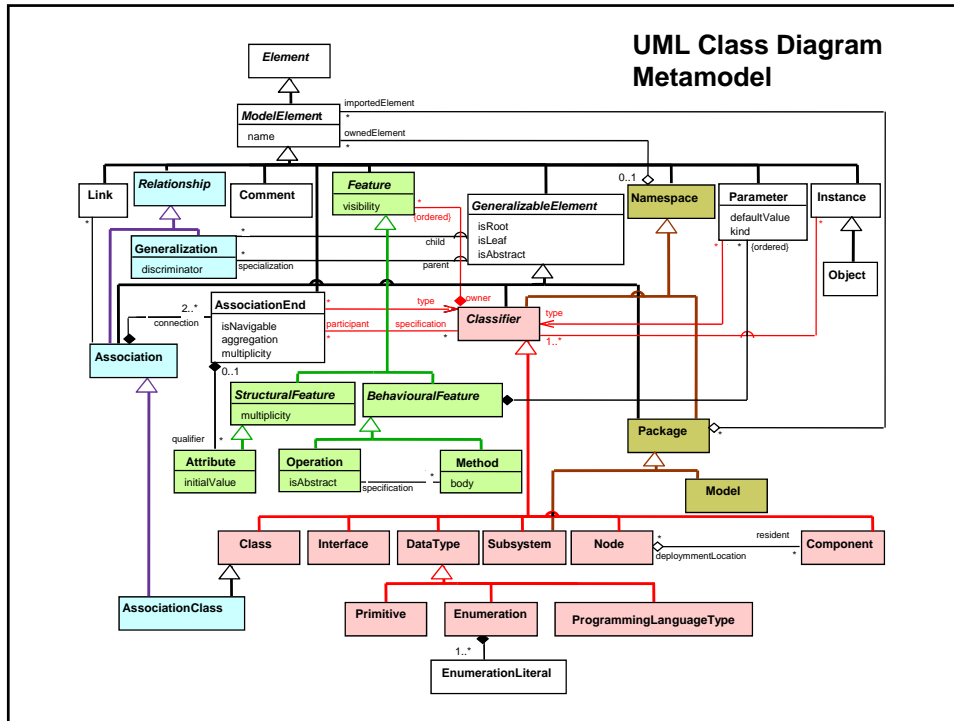 UML Class Diagram
Metamodel
Element
importedElement
*
ModelElement
name
ownedElement
*
0..1
Link
*
Relationship
Comment
Feature
visibility
*
{ordered}
GeneralizableElement
isRoot
isLeaf
isAbstract
Namespace
Parameter
defaultValue
kind
*
*
{ordered}
Instance
*
Object
Generalization
discriminator
*
child
*
specialization
parent
AssociationEnd
isNavigable
aggregation
multiplicity
2..*
connection
*
type
owner
participant
specification
*
*
Classifier
type
1..*
Association
0..1
StructuralFeature
multiplicity
BehaviouralFeature
Package
*
qualifier
*
Attribute
initialValue
Operation
isAbstract
specification
*
Method
body
Model
Class
Interface
DataType
Subsystem
Node
*
resident
deploymmentLocation
*
Component
AssociationClass
Primitive
Enumeration
ProgrammingLanguageType
1..*
EnumerationLiteral